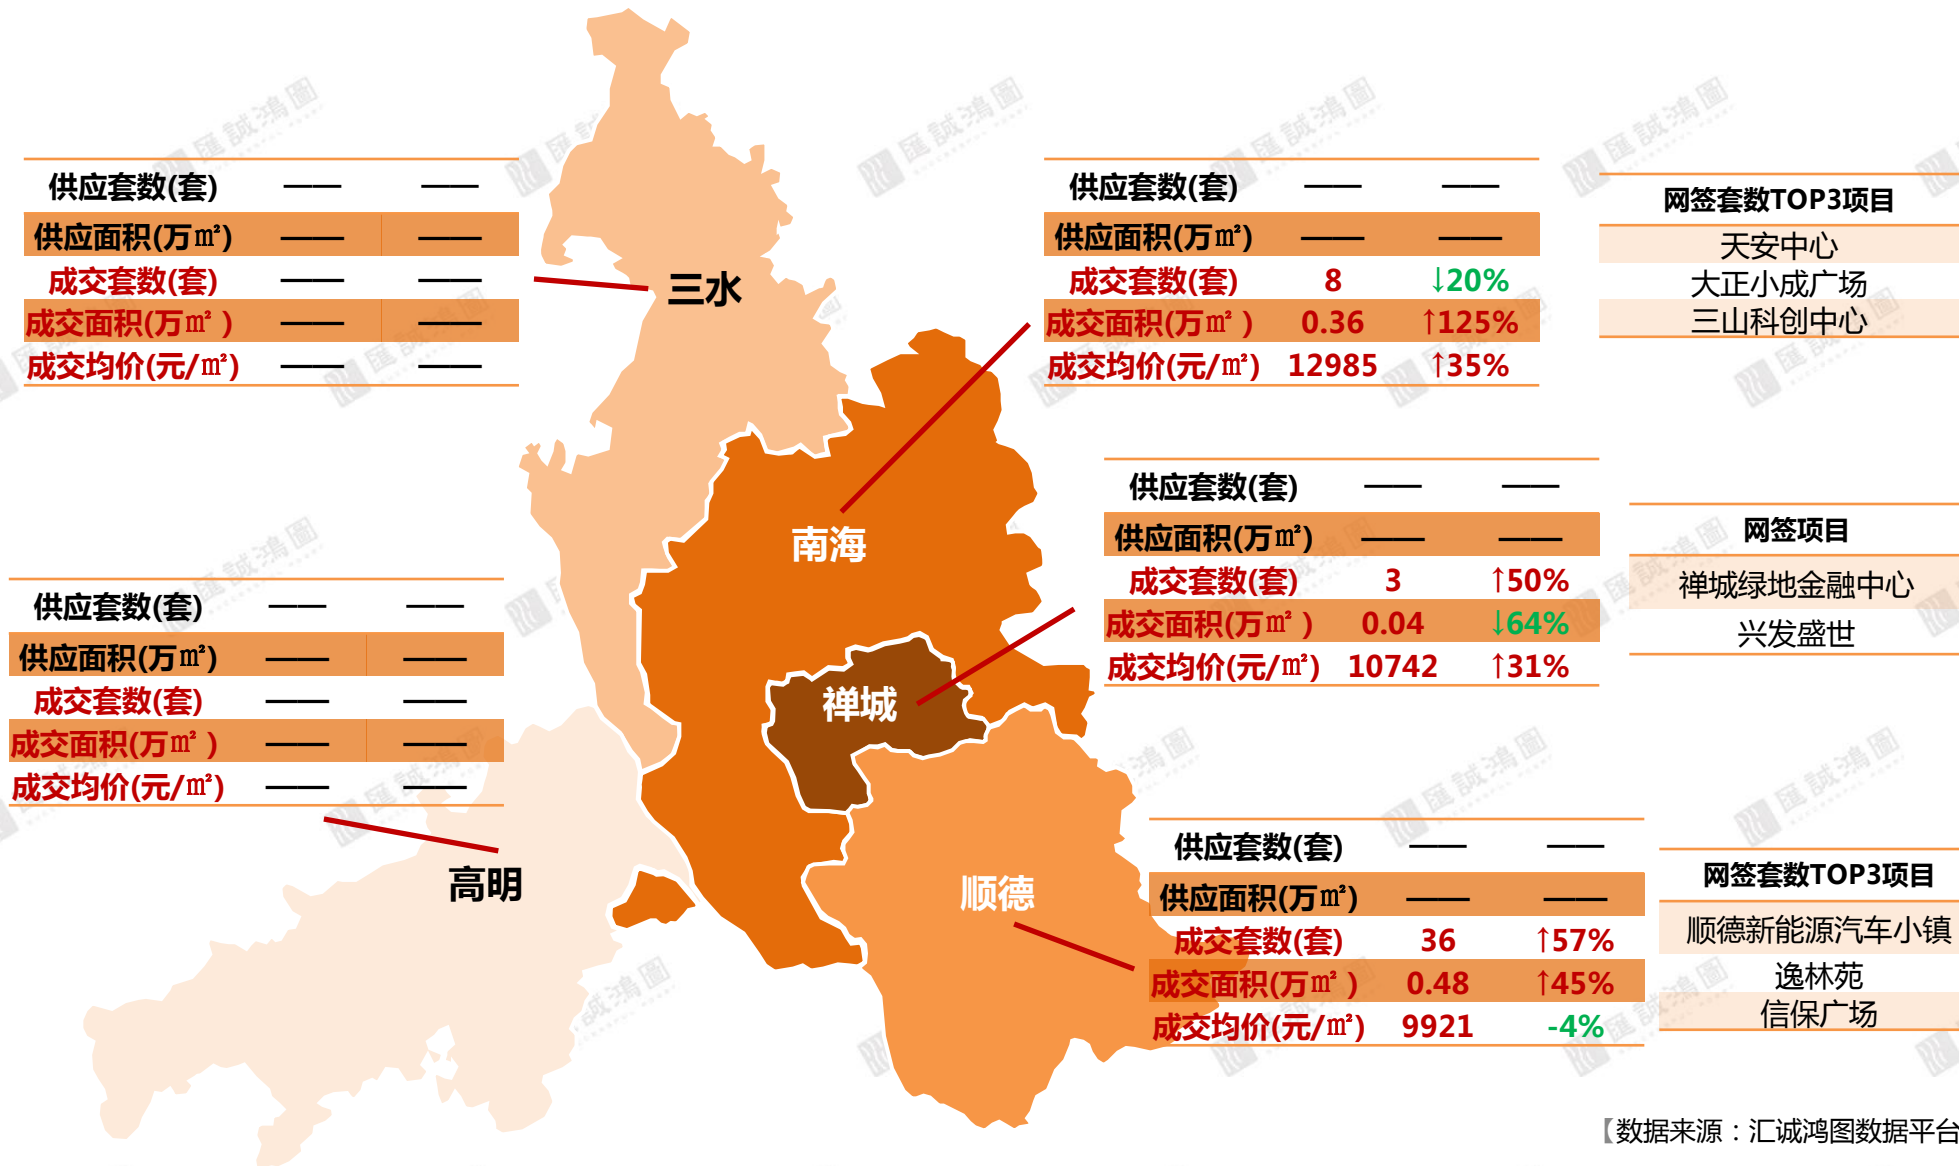 供应套数(套) —— ——
供应面积(万㎡) —— ——
成交套数(套) —— ——
成交面积(万㎡ ) —— ——
成交均价(元/㎡) —— ——
三水
供应套数(套) —— ——
供应面积(万㎡) —— ——
成交套数(套) 8 ↓20%
成交面积(万㎡ ) 0.36 ↑125%
成交均价(元/㎡) 12985 ↑35%
网签套数TOP3项目
天安中心
大正小成广场
三山科创中心
南海
供应套数(套) —— ——
供应面积(万㎡) —— ——
成交套数(套) 3 ↑50%
成交面积(万㎡ ) 0.04 ↓64%
成交均价(元/㎡) 10742 ↑31%
网签项目
禅城绿地金融中心
兴发盛世
禅城
供应套数(套) —— ——
供应面积(万㎡) —— ——
成交套数(套) —— ——
成交面积(万㎡ ) —— ——
成交均价(元/㎡) —— ——
高明
顺德
供应套数(套) —— ——
供应面积(万㎡) —— ——
成交套数(套) 36 ↑57%
成交面积(万㎡ ) 0.48 ↑45%
成交均价(元/㎡) 9921 -4%
网签套数TOP3项目
顺德新能源汽车小镇
逸林苑
信保广场
【数据来源：汇诚鸿图数据平台
匯誠鴻圖